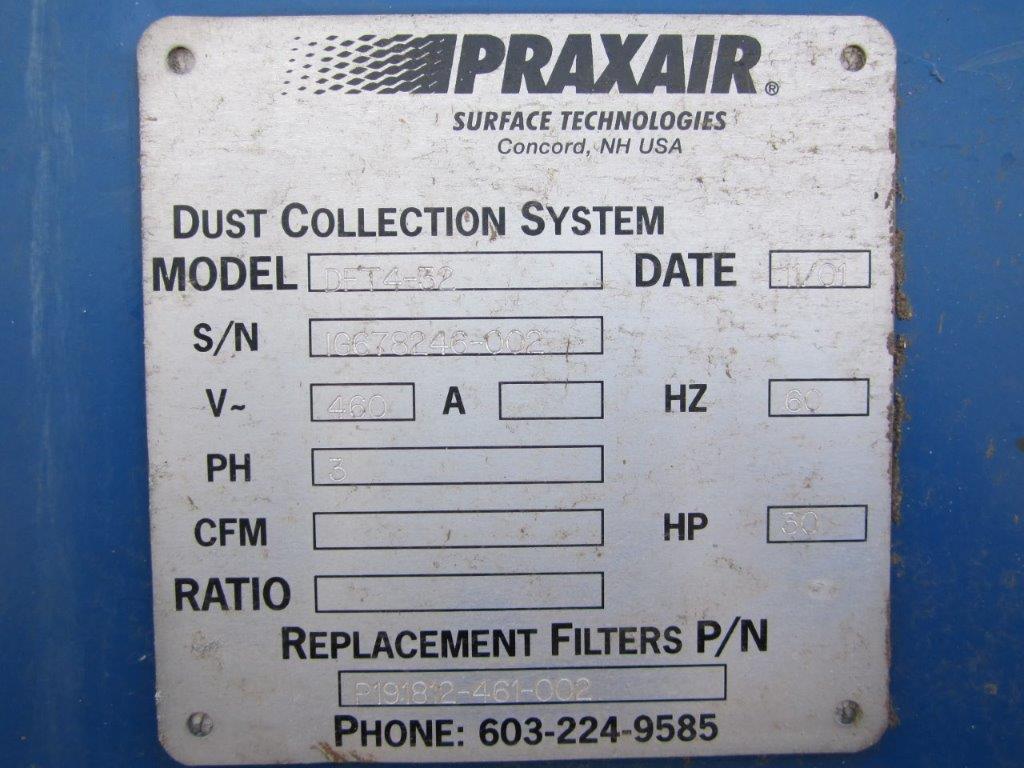 PRAXAIR®
SURFACE TECHNOLOGIES
Concord, NH USA
DUST COLLECTION SYSTEM
MODEL DFT4-32 DATE 11/01
S/N IG678246-002
V~ 460 A HZ 60
PH 3
CFM HP 30
RATIO
REPLACEMENT FILTERS P/N
P191812-461-002
PHONE: 603-224-9585